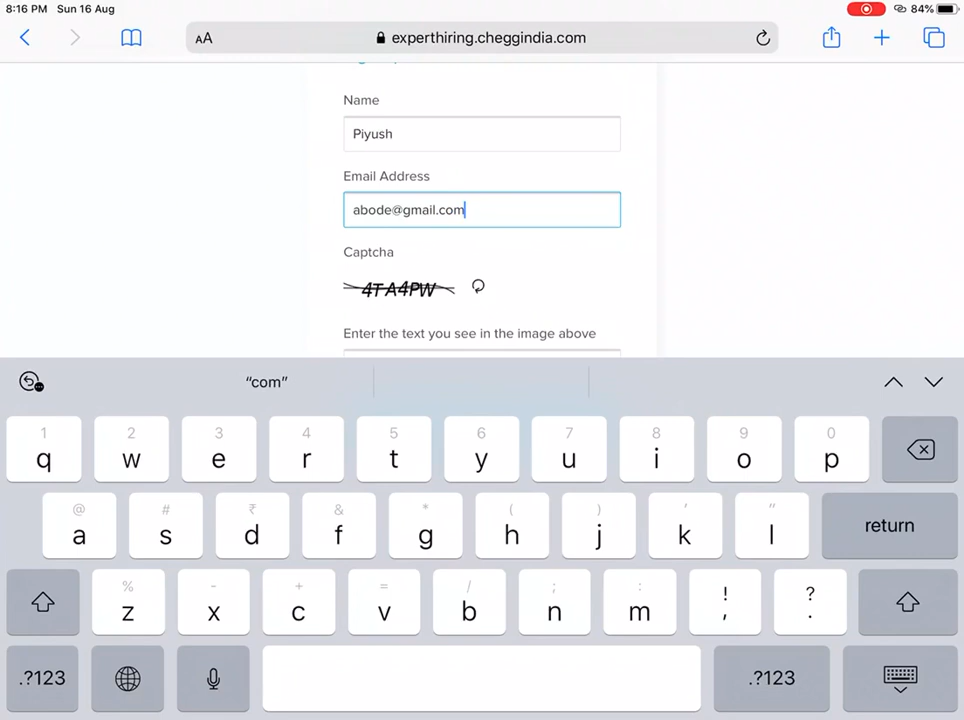 8:16 PM Sun 16 Aug
84%
AA
experthiring.cheggindia.com
Name
Piyush
Email Address
abode@gmail.com
Captcha
4TA4PW
Enter the text you see in the image above
“com”
1 2 3 4 5 6 7 8 9 0
q w e r t y u i o p
@ # ₹ & * ( ) ' "
a s d f g h j k l return
% - + = / ; : ! ?
z x c v b n m , .
.?123 .?123